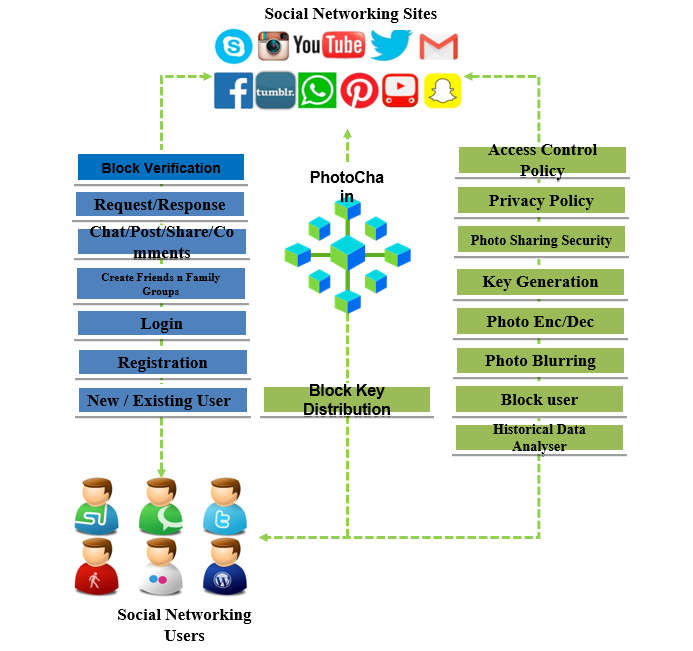 Social Networking Sites
You Tube
tumblr.
Block Verification
Request/Response
Chat/Post/Share/Co
mments
Create Friends n Family
Groups
Login
Registration
New / Existing User
PhotoCha
in
Block Key
Distribution
Access Control
Policy
Privacy Policy
Photo Sharing Security
Key Generation
Photo Enc/Dec
Photo Blurring
Block user
Historical Data
Analyser
Social Networking
Users